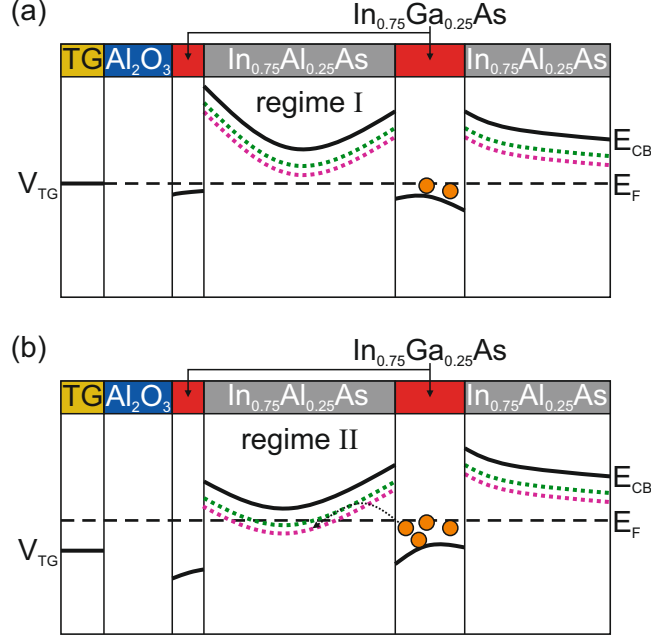 (a)
In0.75Ga0.25As
TG Al2O3 In0.75Al0.25As In0.75Al0.25As
regime I
ECB
VTG
EF
(b)
In0.75Ga0.25As
TG Al2O3 In0.75Al0.25As In0.75Al0.25As
regime II
ECB
EF
VTG